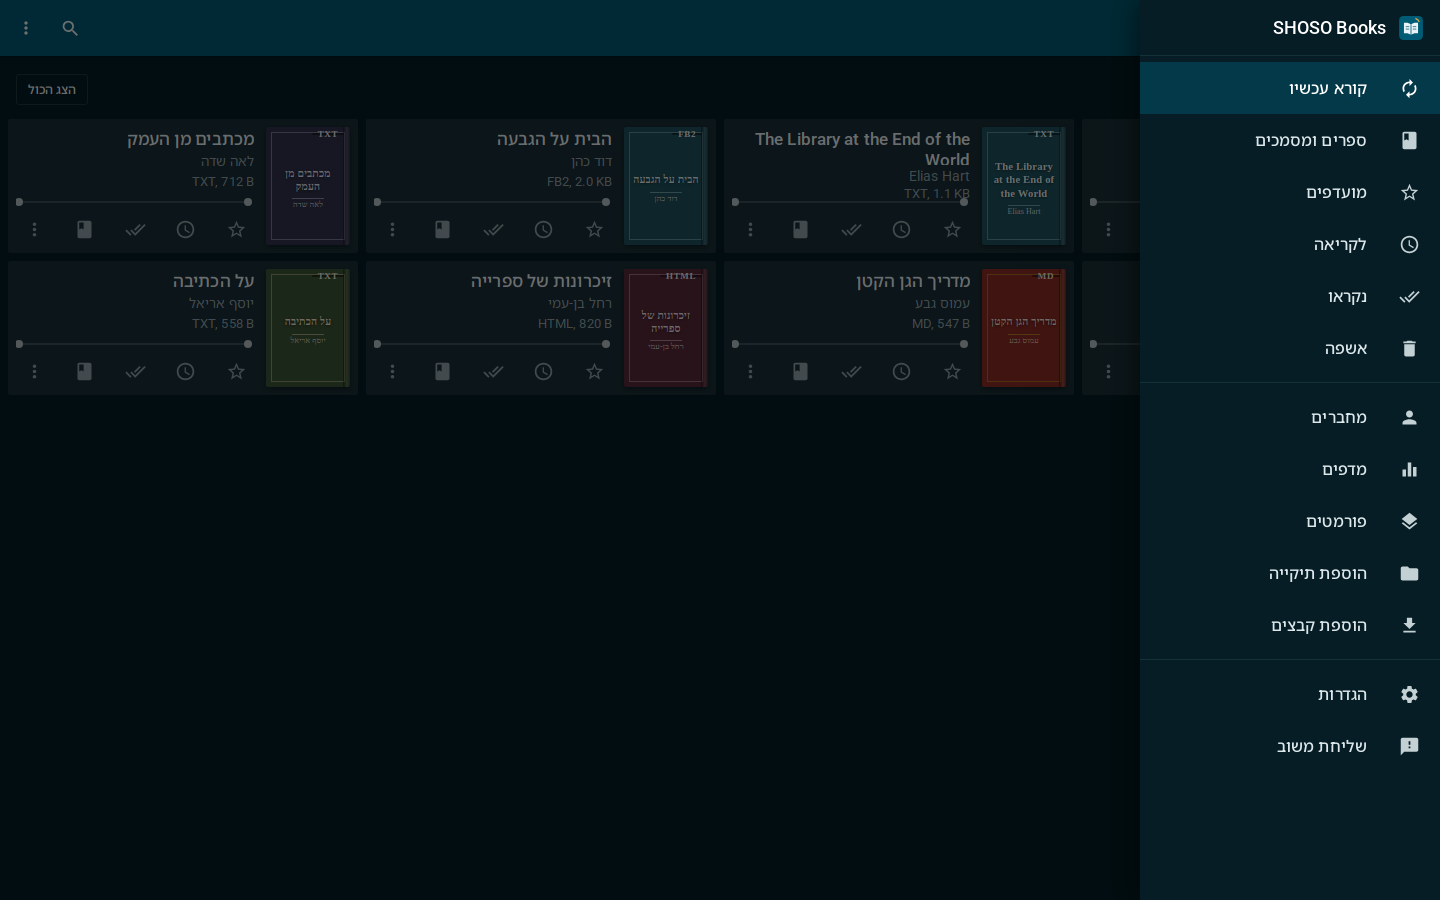 SHOSO Books
קורא עכשיו
ספרים ומסמכים
מועדפים
לקריאה
נקראו
אשפה
מחברים
מדפים
פורמטים
הוספת תיקייה
הוספת קבצים
הגדרות
שליחת משוב
הצג הכול
TXT
The Library
at the End of
the World
Elias Hart
The Library at the End of the
World
Elias Hart
TXT, 1.1 KB
FB2
הבית על הגבעה
דוד כהן
הבית על הגבעה
דוד כהן
FB2, 2.0 KB
TXT
מכתבים מן
העמק
לאה שדה
מכתבים מן העמק
לאה שדה
TXT, 712 B
MD
מדריך הגן הקטן
עמוס גבע
מדריך הגן הקטן
עמוס גבע
MD, 547 B
HTML
זיכרונות של
ספרייה
רחל בן-עמי
זיכרונות של ספרייה
רחל בן-עמי
HTML, 820 B
TXT
על הכתיבה
יוסף אריאל
על הכתיבה
יוסף אריאל
TXT, 558 B